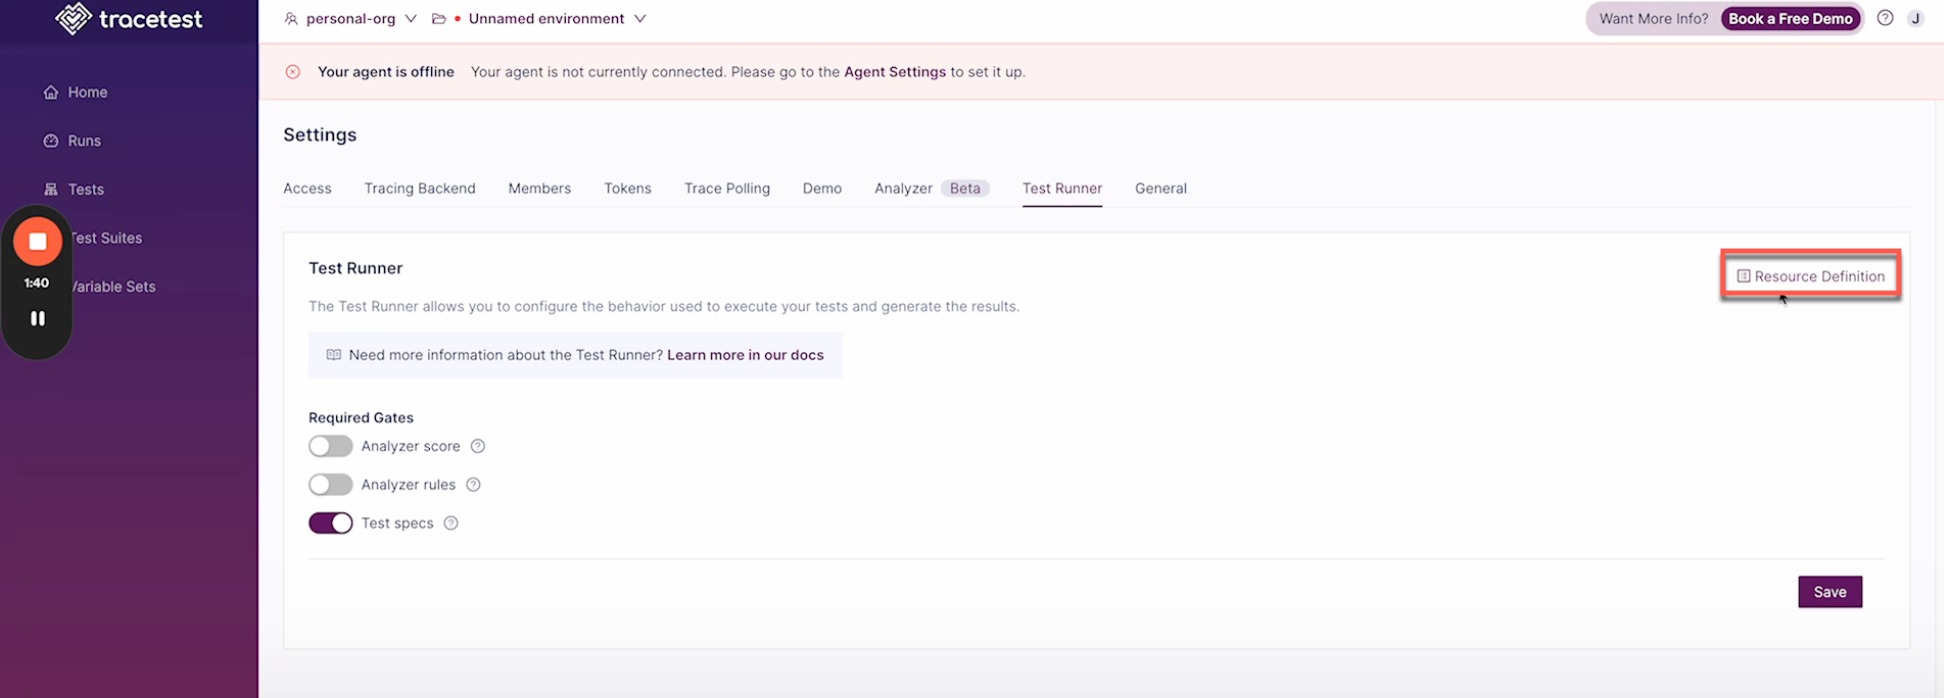 tracetest
personal-org
Unnamed environment
Want More Info?
Book a Free Demo
J
Your agent is offline Your agent is not currently connected. Please go to the Agent Settings to set it up.
Home
Runs
Tests
Test Suites
Variable Sets
1:40
Settings
Access Tracing Backend Members Tokens Trace Polling Demo Analyzer Beta Test Runner General
Test Runner
Resource Definition
The Test Runner allows you to configure the behavior used to execute your tests and generate the results.
Need more information about the Test Runner? Learn more in our docs
Required Gates
Analyzer score
Analyzer rules
Test specs
Save